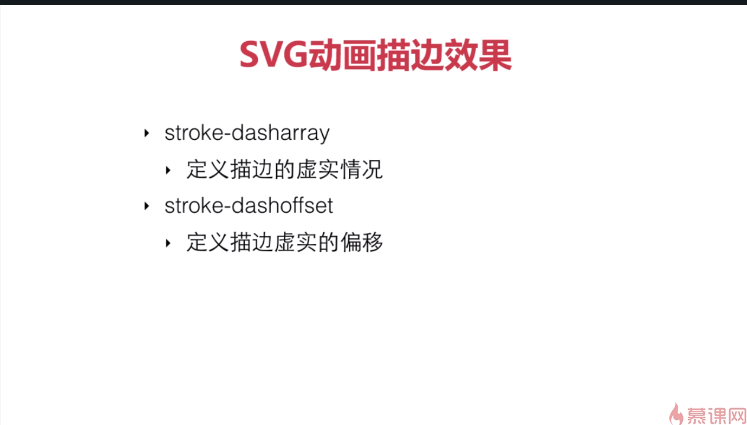 SVG动画描边效果
stroke-dasharray
定义描边的虚实情况
stroke-dashoffset
定义描边虚实的偏移
慕课网